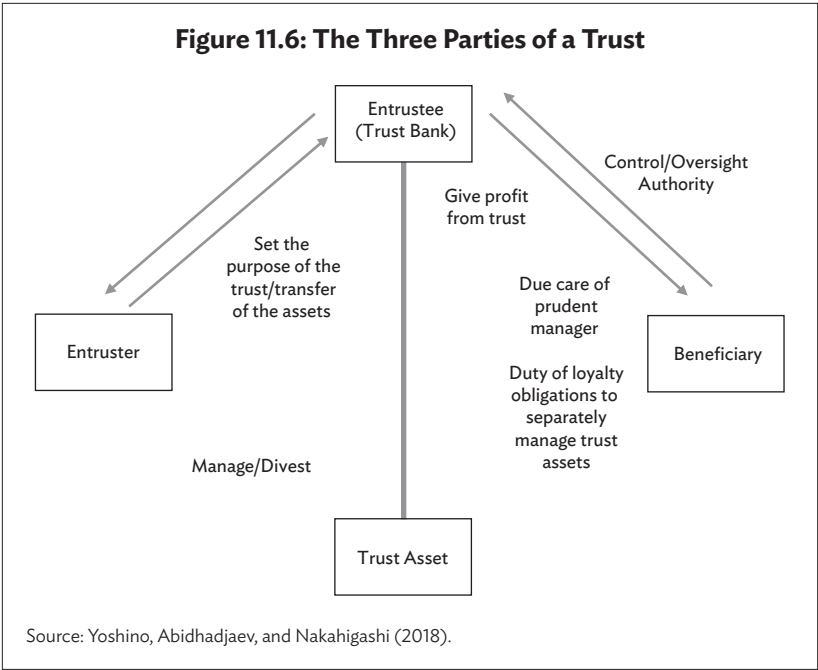 Figure 11.6: The Three Parties of a Trust
Entrustee
(Trust Bank)
Control/Oversight
Authority
Give profit
from trust
Set the
purpose of the
trust/transfer
of the assets
Due care of
prudent
manager
Entruster
Beneficiary
Duty of loyalty
obligations to
separately
manage trust
assets
Manage/Divest
Trust Asset
Source: Yoshino, Abidhadjaev, and Nakahigashi (2018).